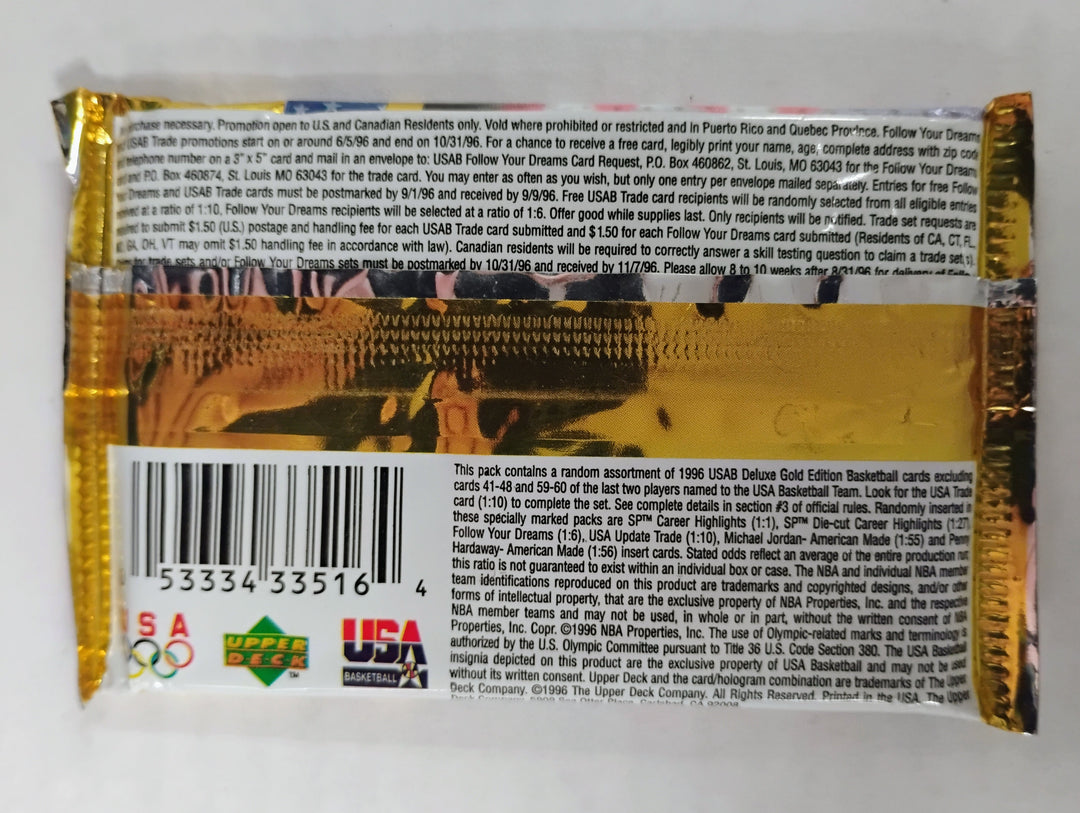 chase necessary. Promotion open to U.S. and Canadian Residents only. Void where prohibited or restricted and in Puerto Rico and Quebec Province. Follow Your Dreams
USAB Trade promotions start on or around 6/5/96 and end on 10/31/96. For a chance to receive a free card, legibly print your name, age, complete address with zip code
telephone number on a 3" x 5" card and mail in an envelope to: USAB Follow Your Dreams Card Request, P.O. Box 460862, St. Louis, MO 63043 for the Follow Your Dream
and P.O. Box 460874, St. Louis MO 63043 for the trade card. You may enter as often as you wish, but only one entry per envelope mailed separately. Entries for free Follow
Dreams and USAB Trade cards must be postmarked by 9/1/96 and received by 9/9/96. Free USAB Trade card recipients will be randomly selected from all eligible entries
at a ratio of 1:10, Follow Your Dreams recipients will be selected at a ratio of 1:6. Offer good while supplies last. Only recipients will be notified. Trade set requests are
to submit $1.50 (U.S.) postage and handling fee for each USAB Trade card submitted and $1.50 for each Follow Your Dreams card submitted (Residents of CA, CT, FL,
GA, OH, VT may omit $1.50 handling fee in accordance with law). Canadian residents will be required to correctly answer a skill testing question to claim a trade set(s).
for trade sets and/or Follow Your Dreams sets must be postmarked by 10/31/96 and received by 11/7/96. Please allow 8 to 10 weeks after 8/31/96 for delivery of
This pack contains a random assortment of 1996 USAB Deluxe Gold Edition Basketball cards excluding
cards 41-48 and 59-60 of the last two players named to the USA Basketball Team. Look for the USA Trade
card (1:10) to complete the set. See complete details in section #3 of official rules. Randomly inserted in
these specially marked packs are SP™ Career Highlights (1:1), SP™ Die-cut Career Highlights (1:27)
Follow Your Dreams (1:6), USA Update Trade (1:10), Michael Jordan- American Made (1:55) and Penny
Hardaway- American Made (1:56) insert cards. Stated odds reflect an average of the entire production run
this ratio is not guaranteed to exist within an individual box or case. The NBA and individual NBA member
team identifications reproduced on this product are trademarks and copyrighted designs, and/or other
forms of intellectual property, that are the exclusive property of NBA Properties, Inc. and the respective
NBA member teams and may not be used, in whole or in part, without the written consent of NBA
Properties, Inc. Copr. ©1996 NBA Properties, Inc. The use of Olympic-related marks and terminology is
authorized by the U.S. Olympic Committee pursuant to Title 36 U.S. Code Section 380. The USA Basketball
insignia depicted on this product are the exclusive property of USA Basketball and may not be used
without its written consent. Upper Deck and the card/hologram combination are trademarks of The Upper
Deck Company. ©1996 The Upper Deck Company. All Rights Reserved. Printed in the USA. The Upper
Deck Company, 5909 Sea Otter Place, Carlsbad, CA 92008
53334 33516 4
SA
UPPER
DECK™
USA
BASKETBALL